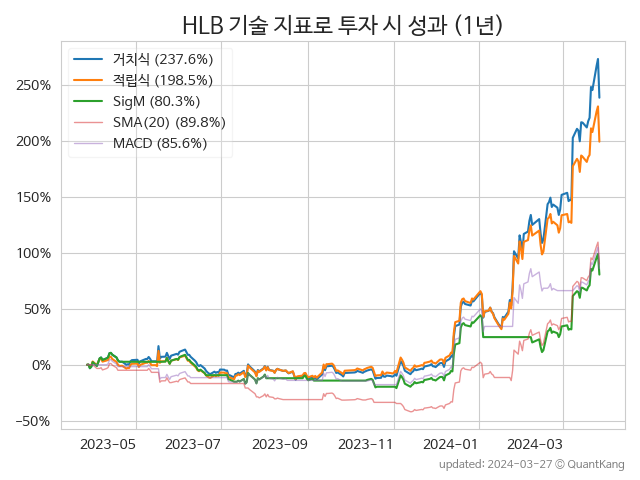 HLB 기술 지표로 투자 시 성과 (1년)
거치식 (237.6%)
적립식 (198.5%)
SigM (80.3%)
SMA(20) (89.8%)
MACD (85.6%)
250%
200%
150%
100%
50%
0%
−50%
2023-05 2023-07 2023-09 2023-11 2024-01 2024-03
updated: 2024-03-27 © QuantKang